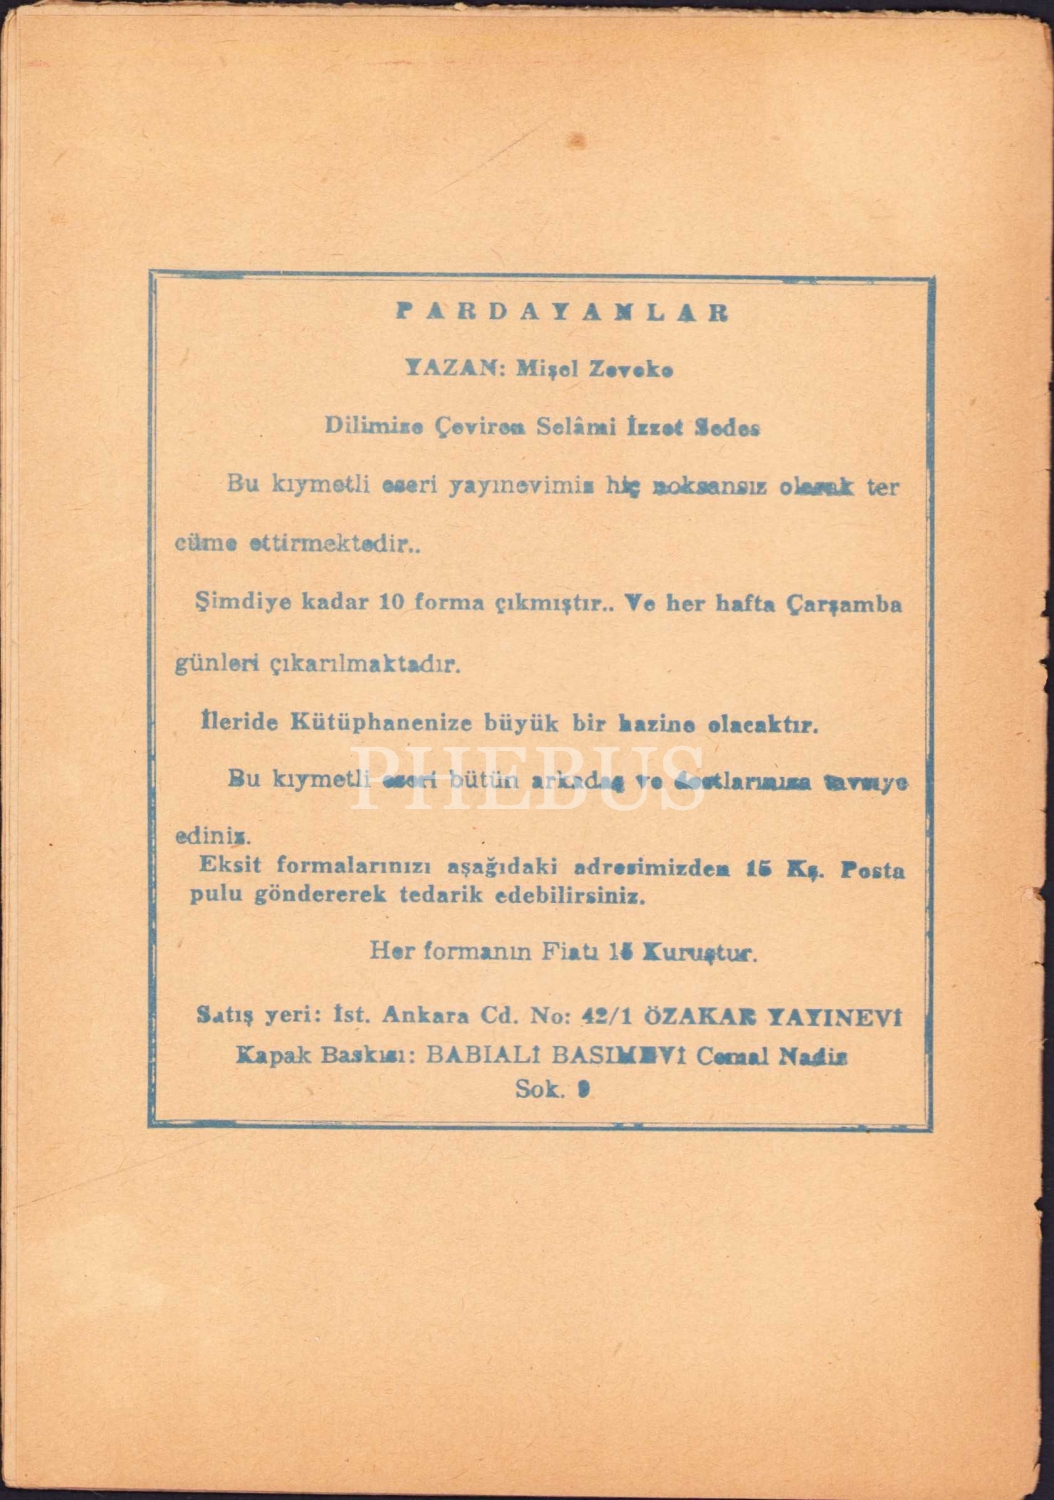 PARDAYANLAR
YAZAN: Mişel Zevako
Dilimize Çeviren Selâmi İzzet Sedes
Bu kıymetli eseri yayınevimiz hiç noksansız olarak ter
cüme ettirmektedir..
Şimdiye kadar 10 forma çıkmıştır.. Ve her hafta Çarşamba
günleri çıkarılmaktadır.
İleride Kütüphanenize büyük bir hazine olacaktır.
PHEBUS
Bu kıymetli eseri bütün arkadaş ve dostlarınıza tavsiye
ediniz.
Eksit formalarınızı aşağıdaki adresimizden 15 Kş. Posta
pulu göndererek tedarik edebilirsiniz.
Her formanın Fiatı 15 Kuruştur.
Satış yeri: İst. Ankara Cd. No: 42/1 ÖZAKAR YAYINEVİ
Kapak Baskısı: BABIALİ BASIMEVİ Cemal Nadir
Sok. 9